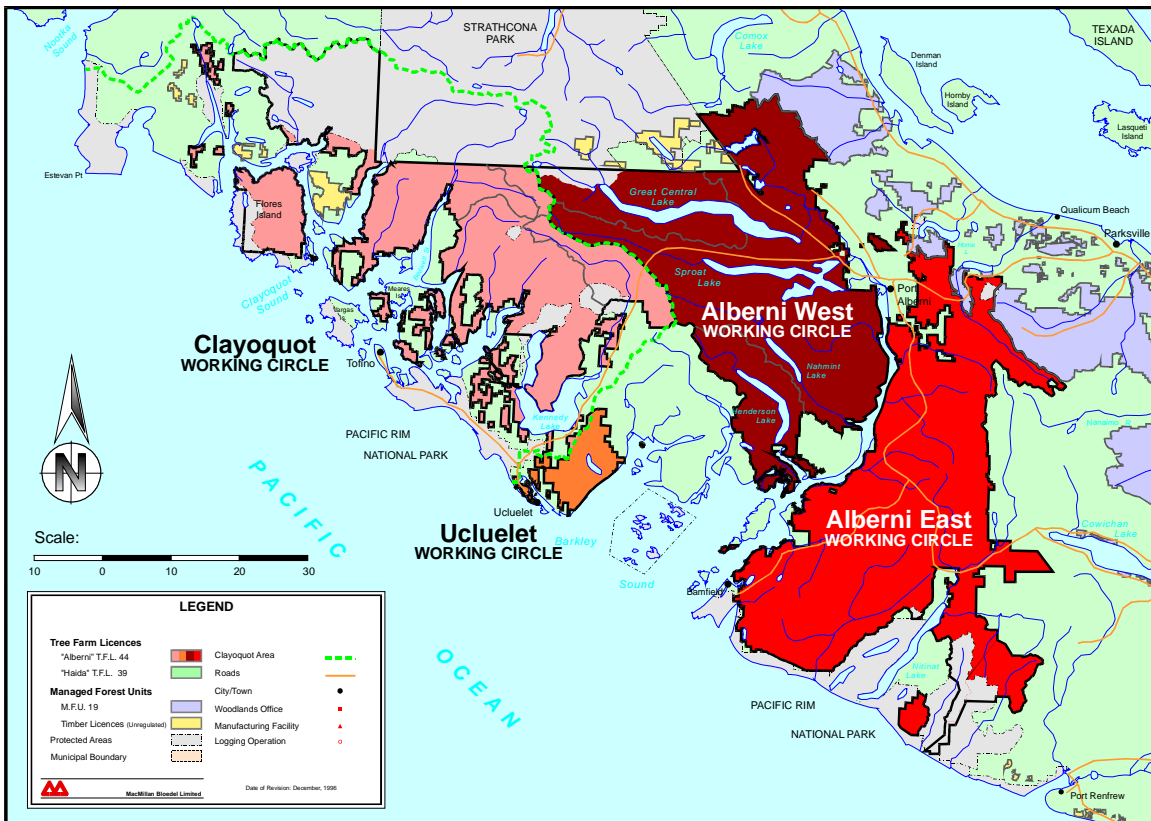 STRATHCONA
PARK
TEXADA
ISLAND
Nootka
Sound
Comox
Lake
Denman
Island
Hornby
Island
Lasqueti
Island
Estevan Pt
Flores
Island
Great Central
Lake
Qualicum Beach
Parksville
Horne
Clayoquot
Sound
Meares
Vargas
Sproat
Lake
Port
Alberni
Alberni West
WORKING CIRCLE
Clayoquot
WORKING CIRCLE
Tofino
Nahmint
Lake
Henderson
Lake
Kennedy
Lake
Nanaimo R
PACIFIC RIM
NATIONAL PARK
N
PACIFIC
OCEAN
Ucluelet
Ucluelet
WORKING CIRCLE
Barkley
Sound
Alberni East
WORKING CIRCLE
Cowichan
Lake
Bamfield
Nitinat
Lake
PACIFIC RIM
NATIONAL PARK
Port Renfrew
Scale:
10 0 10 20 30
LEGEND
Tree Farm Licences
"Alberni" T.F.L. 44
"Haida" T.F.L. 39
Managed Forest Units
M.F.U. 19
Timber Licences (Unregulated)
Protected Areas
Municipal Boundary
Clayoquot Area
Roads
City/Town
Woodlands Office
Manufacturing Facility
Logging Operation
MacMillan Bloedel Limited
Date of Revision: December, 1996